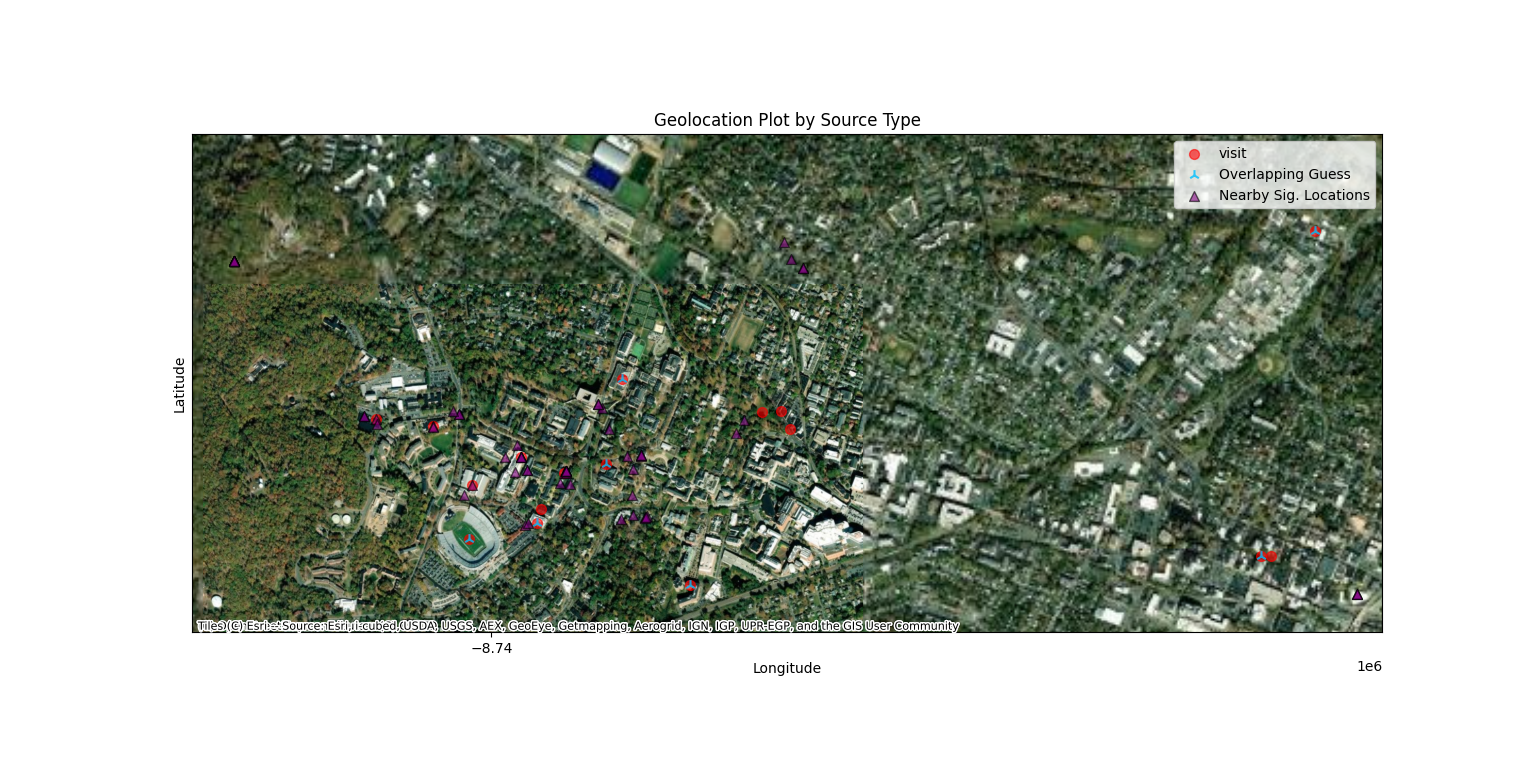 Geolocation Plot by Source Type
visit
Overlapping Guess
Nearby Sig. Locations
Latitude
Tiles (C) Esri -- Source: Esri, i-cubed, USDA, USGS, AEX, GeoEye, Getmapping, Aerogrid, IGN, IGP, UPR-EGP, and the GIS User Community
−8.74
1e6
Longitude